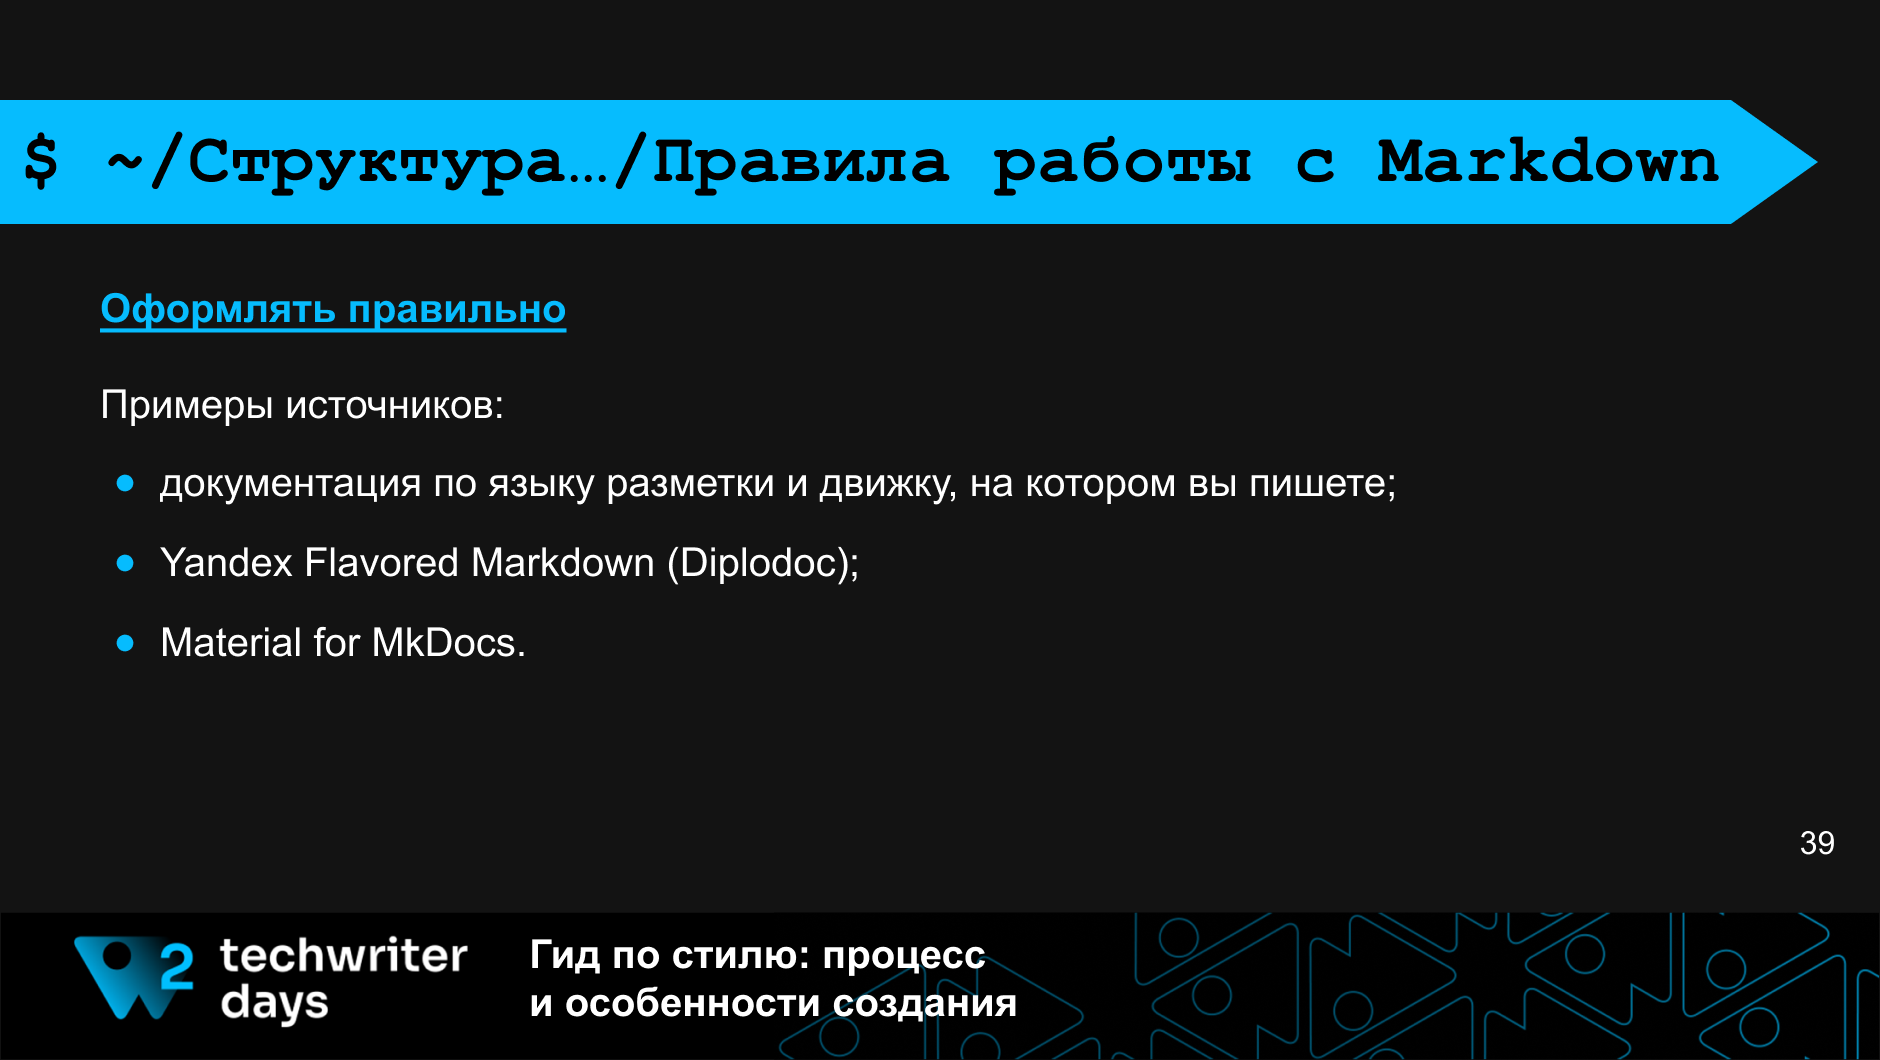 $ ~/Структура…/Правила работы с Markdown
Оформлять правильно
Примеры источников:
● документация по языку разметки и движку, на котором вы пишете;
● Yandex Flavored Markdown (Diplodoc);
● Material for MkDocs.
39
2 techwriter
days
Гид по стилю: процесс
и особенности создания